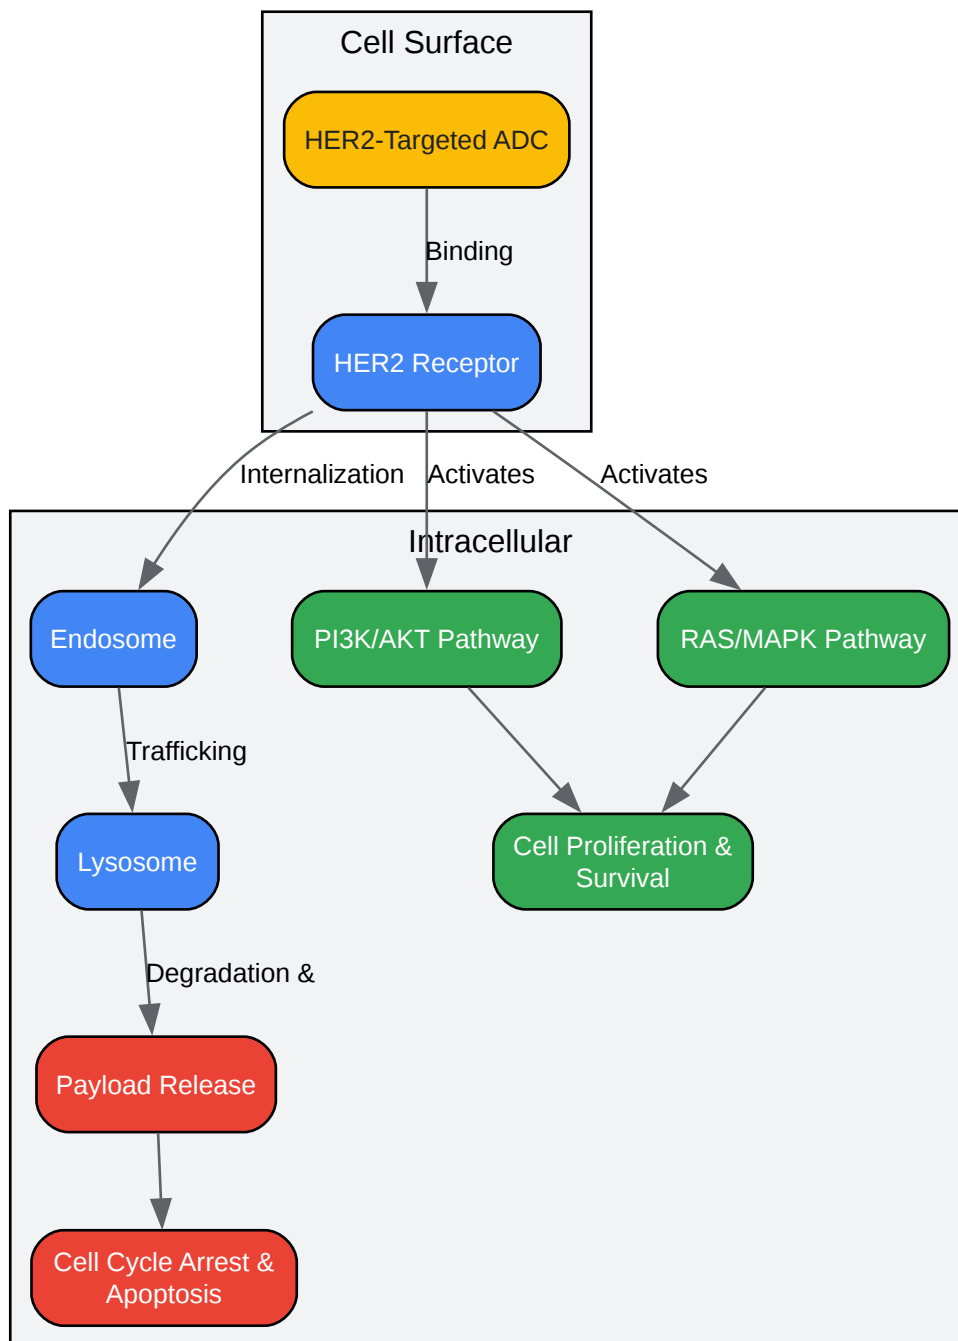 Cell Surface
HER2-Targeted ADC
Binding
HER2 Receptor
Internalization
Activates
Activates
Intracellular
Endosome
PI3K/AKT Pathway
RAS/MAPK Pathway
Trafficking
Lysosome
Cell Proliferation &
Survival
Degradation &
Payload Release
Cell Cycle Arrest &
Apoptosis